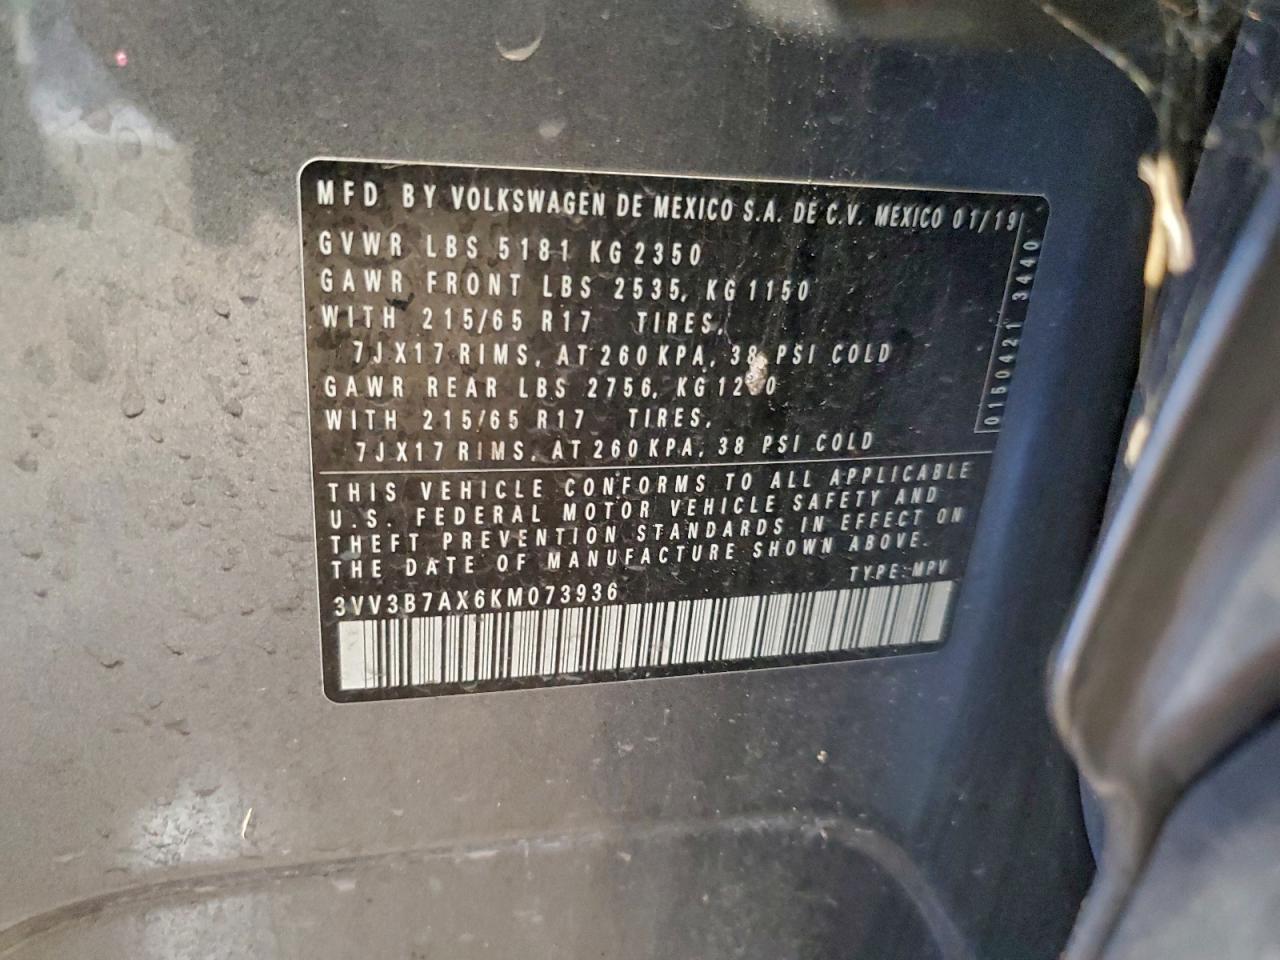 MFD BY VOLKSWAGEN DE MEXICO S.A. DE C.V. MEXICO 01/19
GVWR LBS 5181 KG 2350
GAWR FRONT LBS 2535, KG 1150
WITH 215/65 R17 TIRES,
7JX17 RIMS, AT 260 KPA, 38 PSI COLD
GAWR REAR LBS 2756, KG
WITH 215/65 R17 TIRES,
7JX17 RIMS, AT 260 KPA, 38 PSI COLD
0150421 3440
THIS VEHICLE CONFORMS TO ALL APPLICABLE
U.S. FEDERAL MOTOR VEHICLE SAFETY AND
THEFT PREVENTION STANDARDS IN EFFECT ON
THE DATE OF MANUFACTURE SHOWN ABOVE.
TYPE: MPV
3VV3B7AX6KM073936